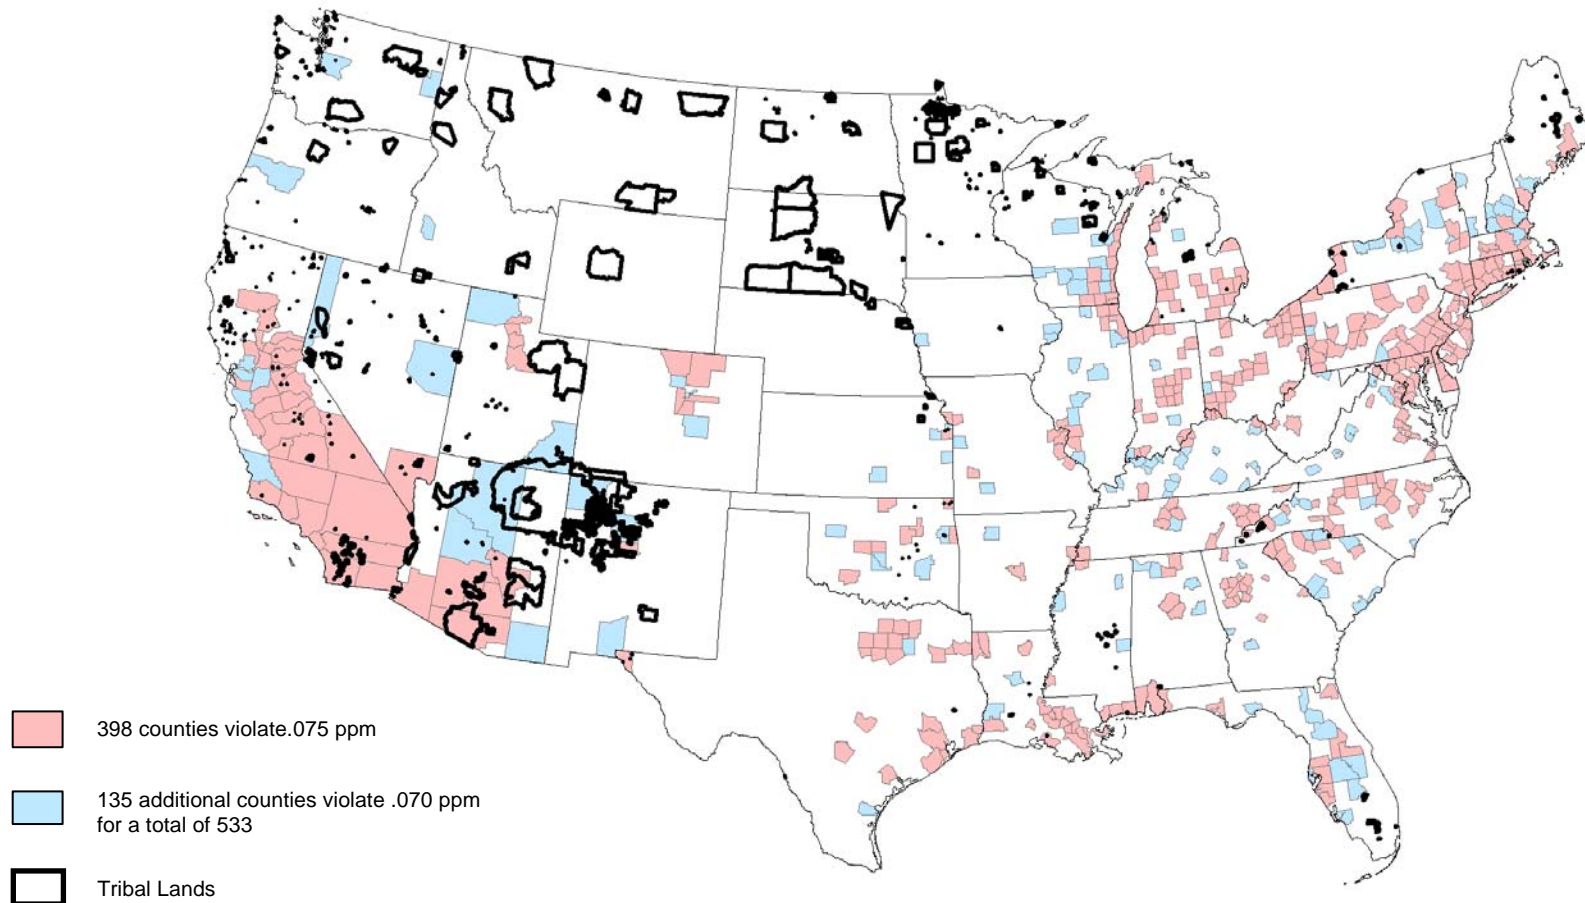 398 counties violate.075 ppm
135 additional counties violate .070 ppm
for a total of 533
Tribal Lands